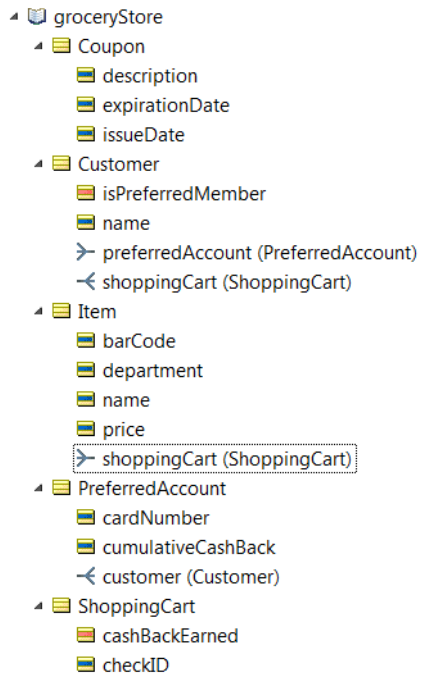 groceryStore
Coupon
description
expirationDate
issueDate
Customer
isPreferredMember
name
preferredAccount (PreferredAccount)
shoppingCart (ShoppingCart)
Item
barCode
department
name
price
shoppingCart (ShoppingCart)
PreferredAccount
cardNumber
cumulativeCashBack
customer (Customer)
ShoppingCart
cashBackEarned
checkID